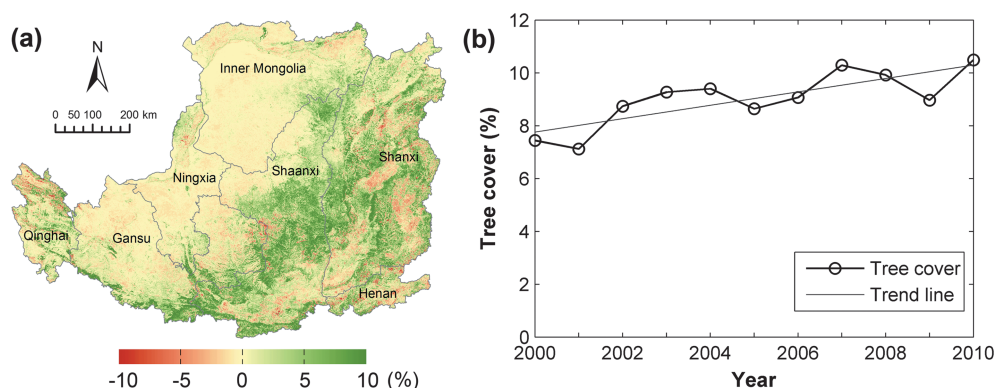 (a)
N
0 50 100 200 km
Inner Mongolia
Ningxia
Shaanxi
Shanxi
Qinghai
Gansu
Henan
-10 -5 0 5 10 (%)
(b)
Tree cover (%)
12
10
8
6
4
2
0
Tree cover
Trend line
2000 2002 2004 2006 2008 2010
Year